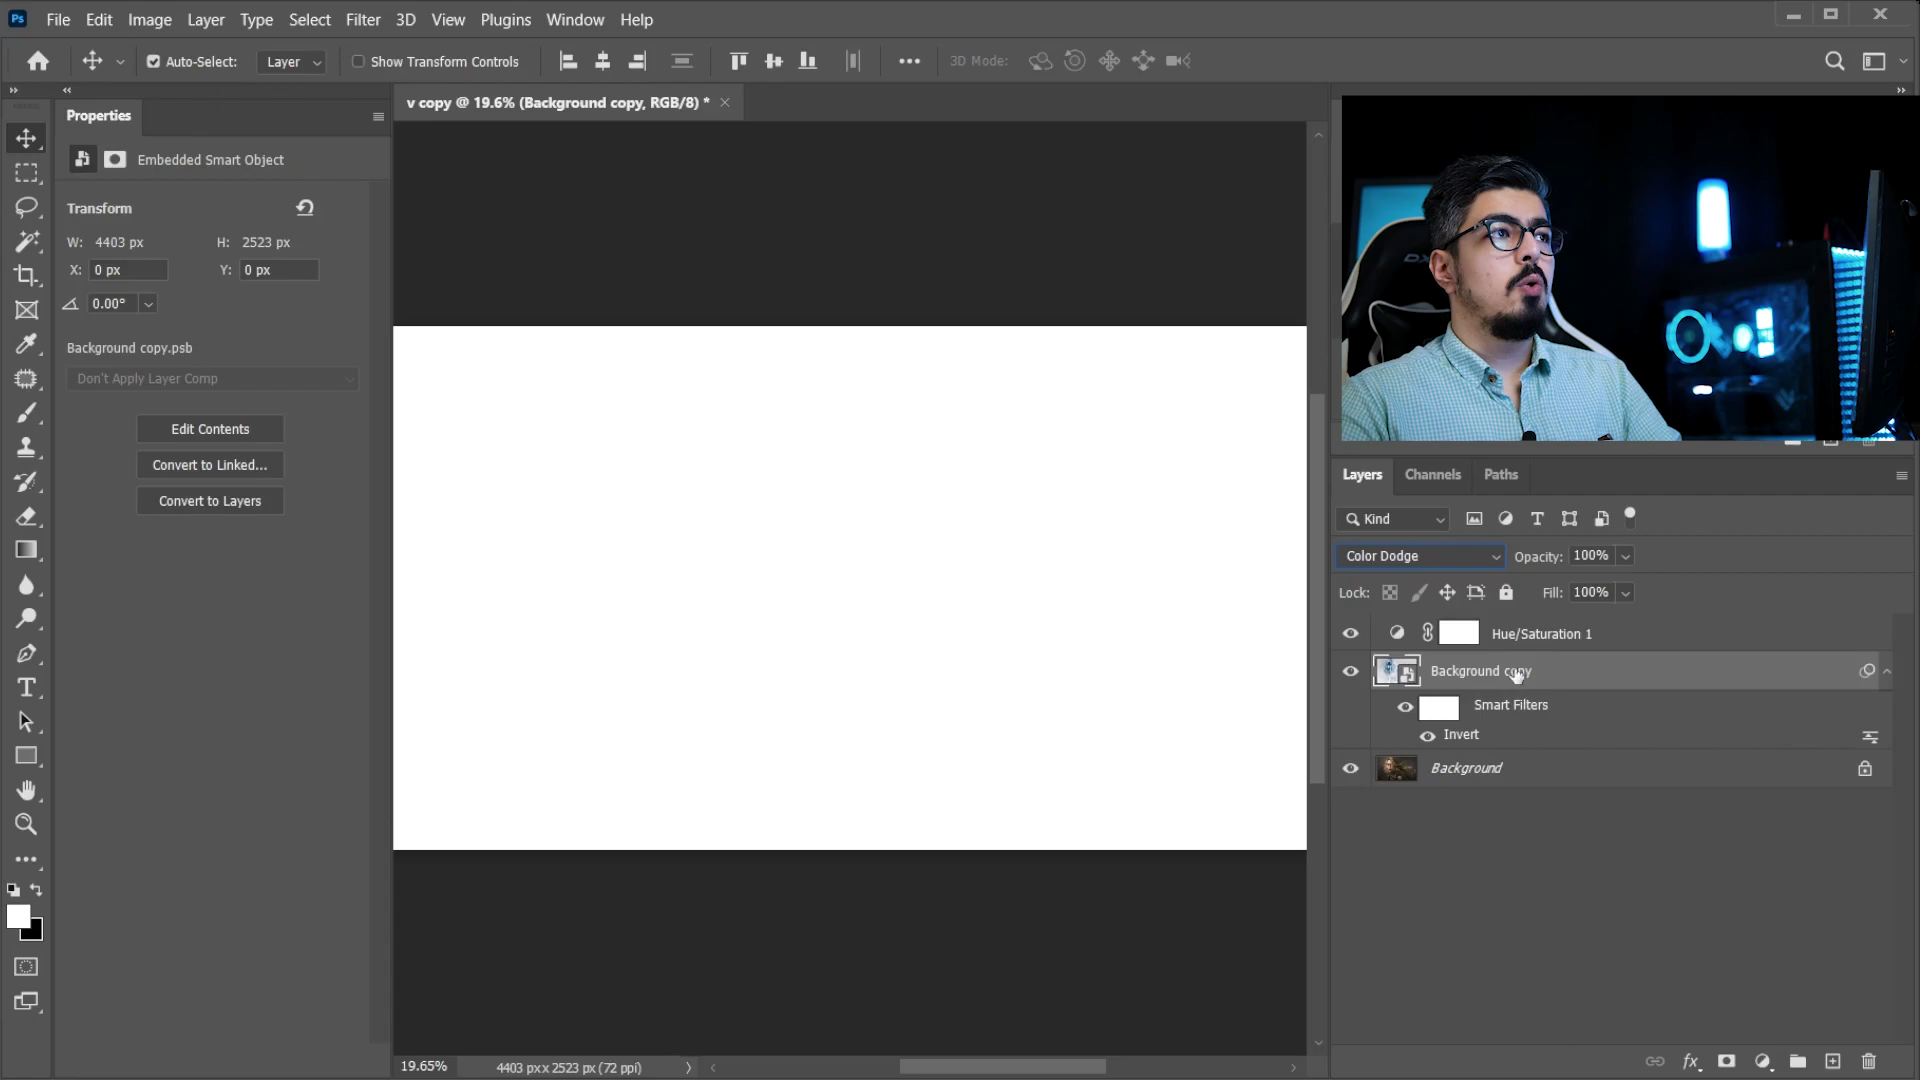 Ps File Edit Image Layer Type Select Filter 3D View Plugins Window Help
Auto-Select: Layer Show Transform Controls 3D Mode:
Properties
v copy @ 19.6% (Background copy, RGB/8) *
Embedded Smart Object
Transform
W: 4403 px H: 2523 px
X: 0 px Y: 0 px
0.00°
Background copy.psb
Don't Apply Layer Comp
Edit Contents
Convert to Linked...
Convert to Layers
Layers Channels Paths
Kind
Color Dodge Opacity: 100%
Lock: Fill: 100%
Hue/Saturation 1
Background copy
Smart Filters
Invert
Background
fx
19.65% 4403 px x 2523 px (72 ppi)